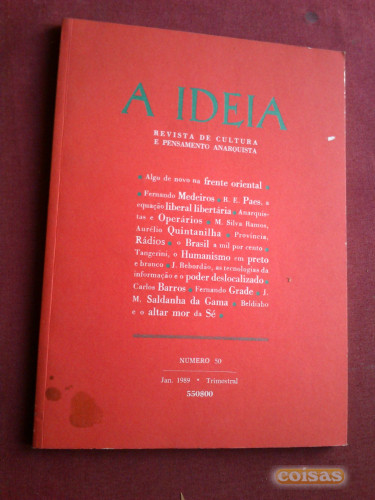 A IDEIA
REVISTA DE CULTURA
E PENSAMENTO ANARQUISTA
Algo de novo na frente oriental
Fernando Medeiros R. E. Paes, a
equação liberal libertária Anarquis-
tas e Operários M. Silva Ramos,
Aurélio Quintanilha Província,
Rádios o Brasil a mil por cento
Tangerini, o Humanismo em preto
e branco J. Rebordão, as tecnologias da
informação e o poder deslocalizado
Carlos Barros Fernando Grade J.
M. Saldanha da Gama Beldiabo
e o altar mor da Sé
NÚMERO 50
Jan. 1989 • Trimestral
550$00
coisas